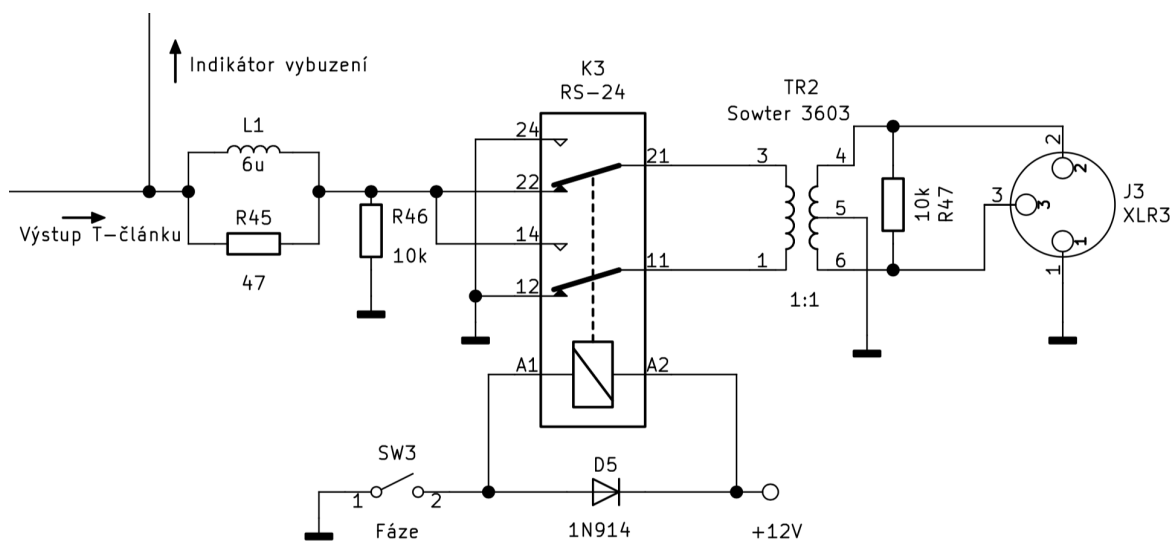 Indikátor vybuzení
L1
6u
R45
47
Výstup T–článku
R46
10k
K3
RS–24
24
22
14
12
21
11
A1
A2
TR2
Sowter 3603
3
1
4
5
6
1:1
10k
R47
2
3
1
2
3
1
J3
XLR3
SW3
1
2
Fáze
D5
1N914
+12V